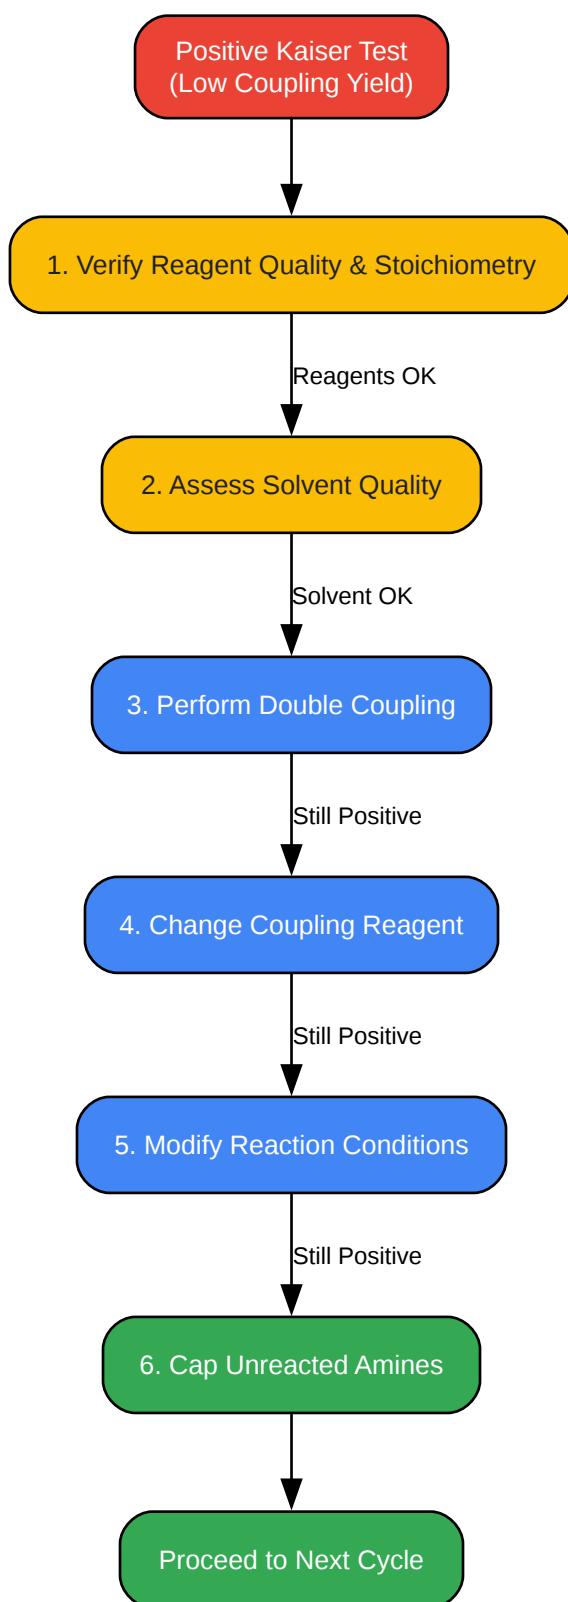 Positive Kaiser Test
(Low Coupling Yield)
1. Verify Reagent Quality & Stoichiometry
Reagents OK
2. Assess Solvent Quality
Solvent OK
3. Perform Double Coupling
Still Positive
4. Change Coupling Reagent
Still Positive
5. Modify Reaction Conditions
Still Positive
6. Cap Unreacted Amines
Proceed to Next Cycle